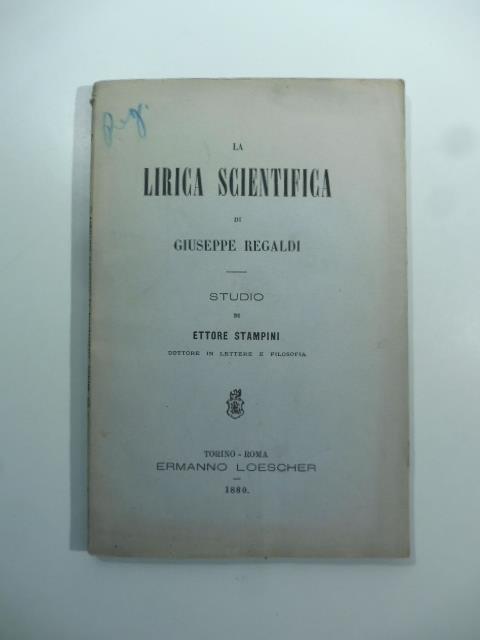 Reg.
LA
LIRICA SCIENTIFICA
DI
GIUSEPPE REGALDI
STUDIO
DI
ETTORE STAMPINI
DOTTORE IN LETTERE E FILOSOFIA
TORINO - ROMA
ERMANNO LOESCHER
1880.